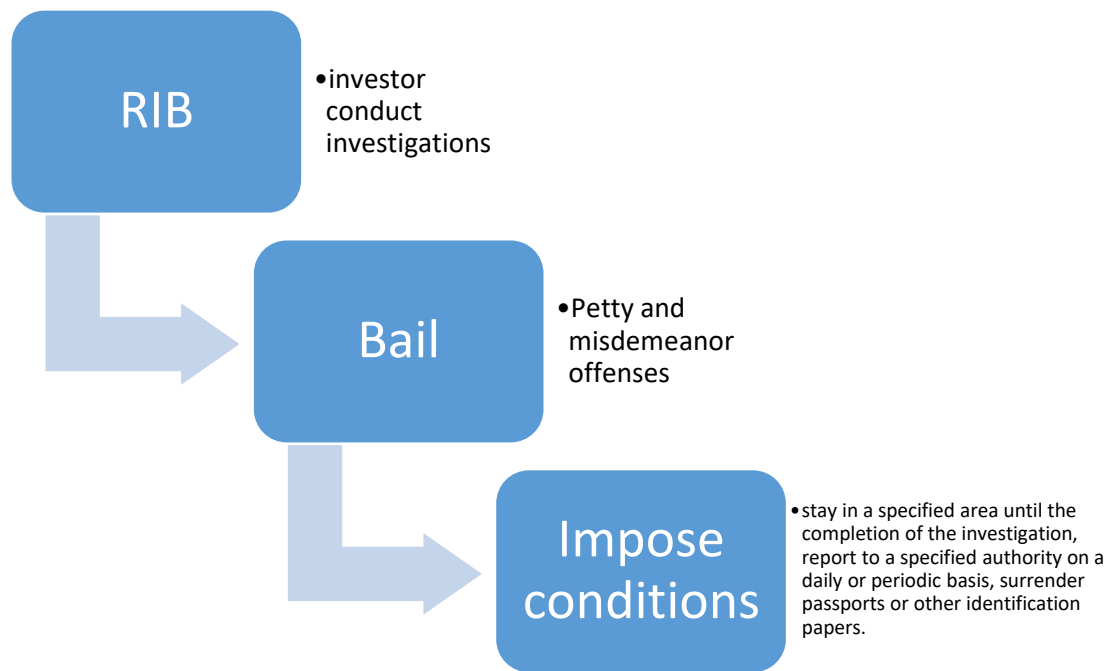 RIB
•investor
conduct
investigations
Bail
•Petty and
misdemeanor
offenses
Impose
conditions
•stay in a specified area until the
completion of the investigation,
report to a specified authority on a
daily or periodic basis, surrender
passports or other identification
papers.